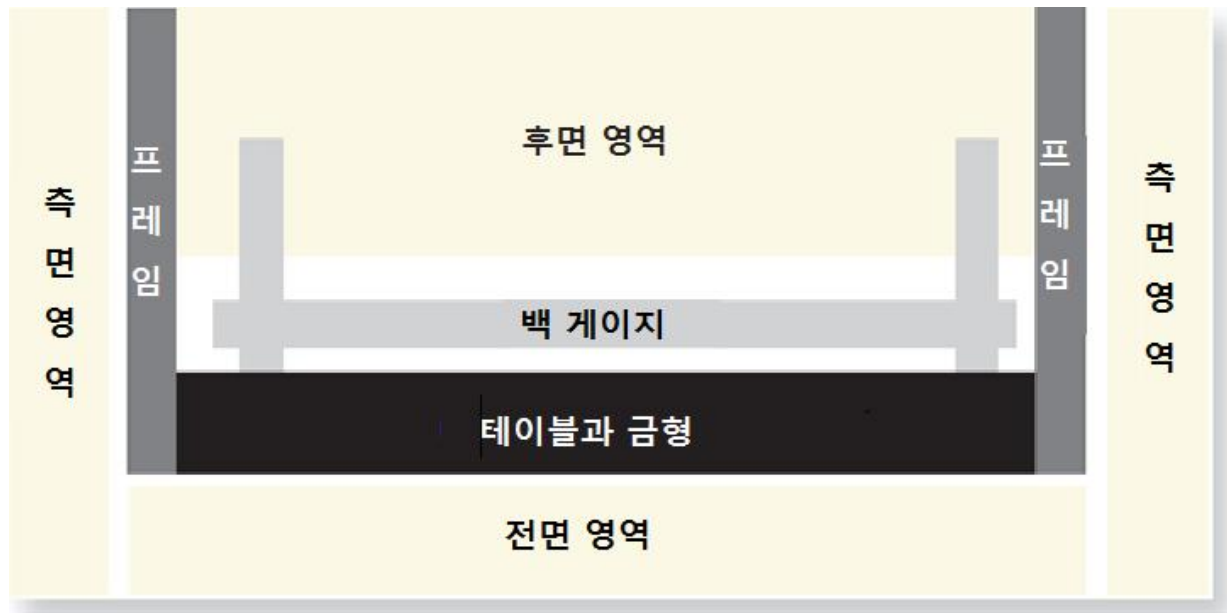 후면 영역
프레임
프레임
측면영역
측면영역
백 게이지
테이블과 금형
전면 영역